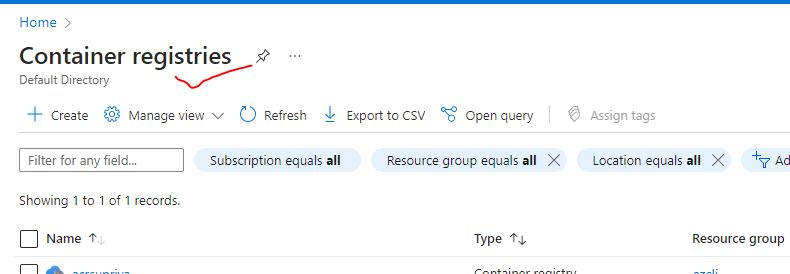 Home >
Container registries ...
Default Directory
+ Create Manage view Refresh Export to CSV Open query Assign tags
Filter for any field... Subscription equals all Resource group equals all × Location equals all × Ad
Showing 1 to 1 of 1 records.
Name ↑↓ Type ↑↓ Resource group
acrsupriya Container registry azcli